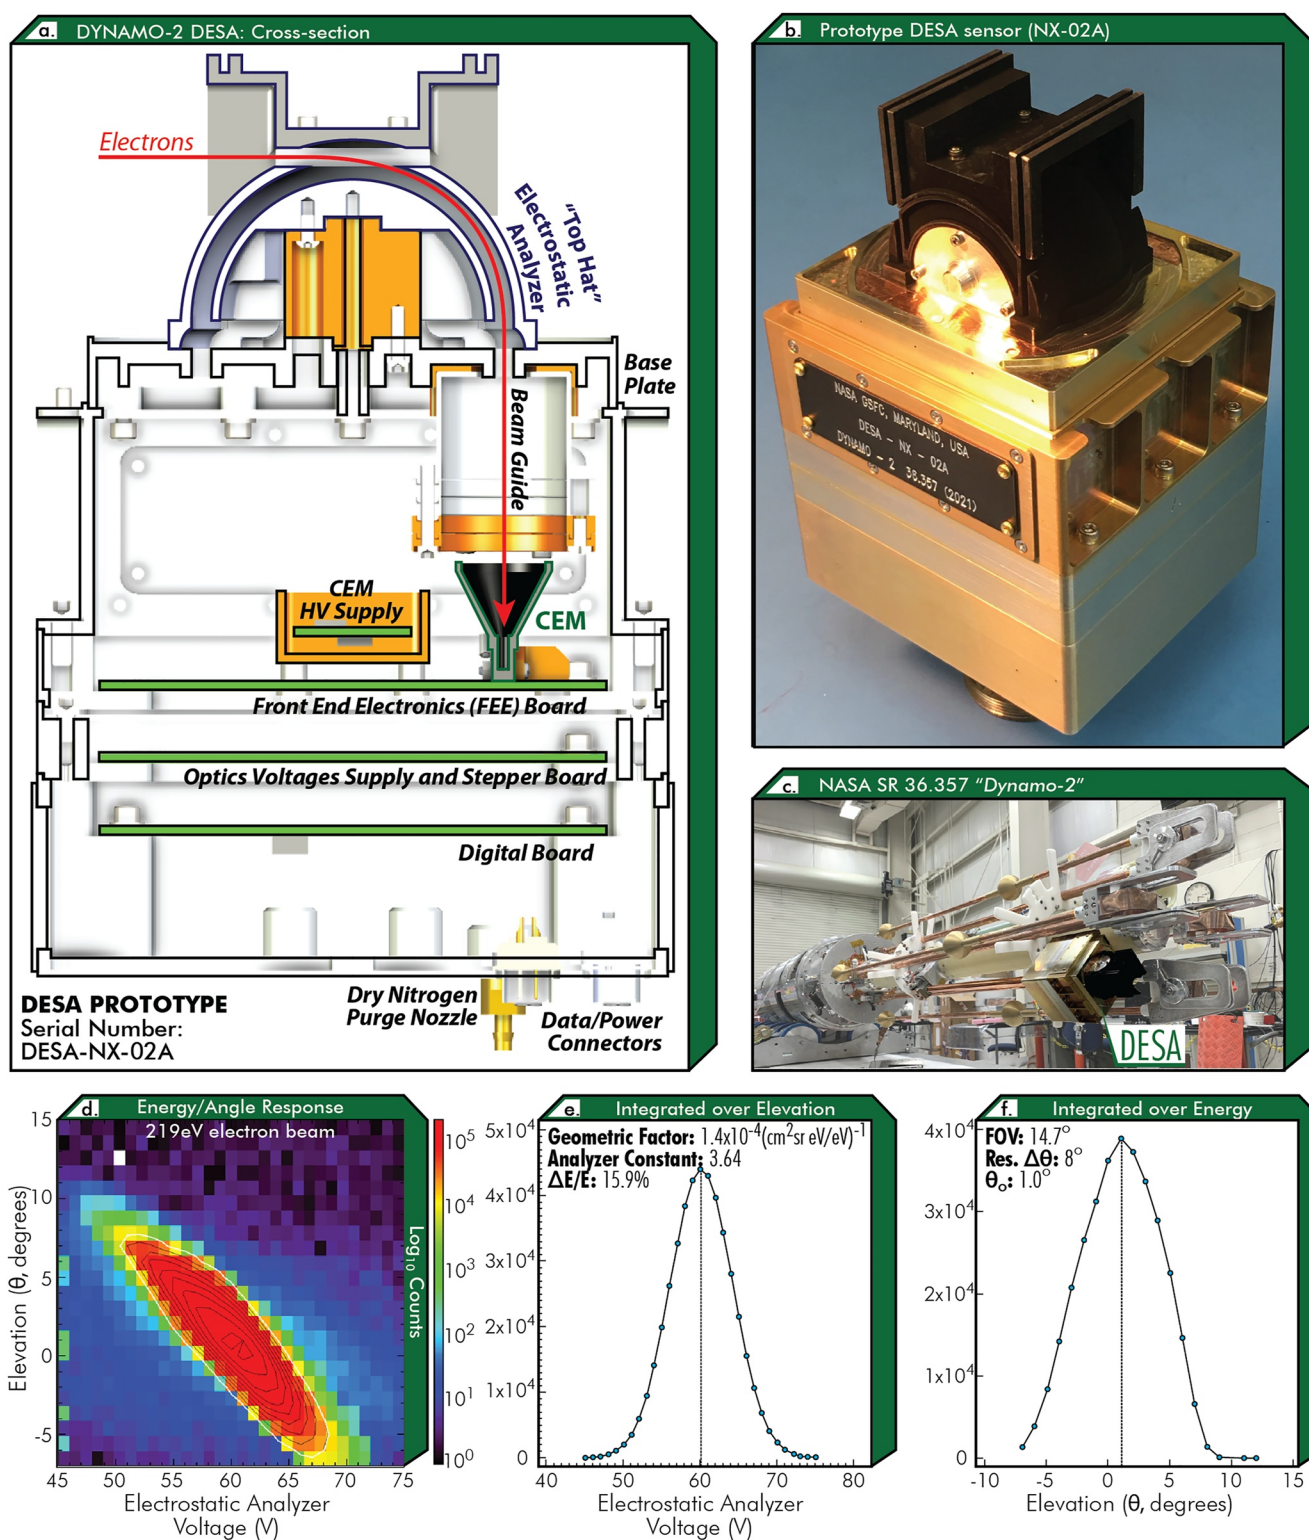 a. DYNAMO-2 DESA: Cross-section
Electrons
"Top Hat"
Electrostatic
Analyzer
Base
Plate
Beam Guide
CEM
HV Supply
CEM
Front End Electronics (FEE) Board
Optics Voltages Supply and Stepper Board
Digital Board
DESA PROTOTYPE
Serial Number:
DESA-NX-02A
Dry Nitrogen
Purge Nozzle
Data/Power
Connectors
b. Prototype DESA sensor (NX-02A)
NASA GSFC, MARYLAND, USA
DESA - NX - 02A
DYNAMO - 2 36.357 (2021)
c. NASA SR 36.357 "Dynamo-2"
DESA
d. Energy/Angle Response
219eV electron beam
15
10
5
0
-5
Elevation (θ, degrees)
45 50 55 60 65 70 75
Electrostatic Analyzer
Voltage (V)
10⁵
10⁴
10³
10²
10¹
10⁰
Log₁₀ Counts
e. Integrated over Elevation
Geometric Factor: 1.4x10⁻⁴(cm²sr eV/eV)⁻¹
Analyzer Constant: 3.64
ΔE/E: 15.9%
5x10⁴
4x10⁴
3x10⁴
2x10⁴
1x10⁴
0
40 50 60 70 80
Electrostatic Analyzer
Voltage (V)
f. Integrated over Energy
FOV: 14.7°
Res. Δθ: 8°
θₒ: 1.0°
4x10⁴
3x10⁴
2x10⁴
1x10⁴
0
-10 -5 0 5 10 15
Elevation (θ, degrees)